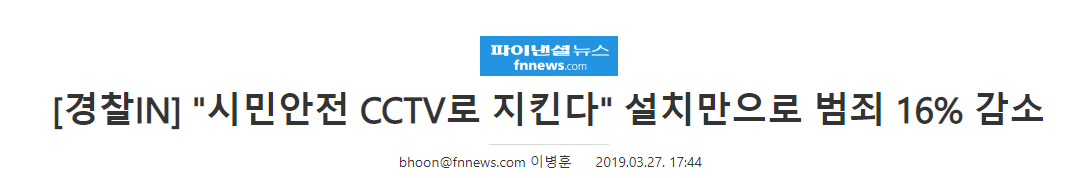 파이낸셜뉴스
fnnews.com
[경찰IN] "시민안전 CCTV로 지킨다" 설치만으로 범죄 16% 감소
bhoon@fnnews.com 이병훈 2019.03.27. 17:44